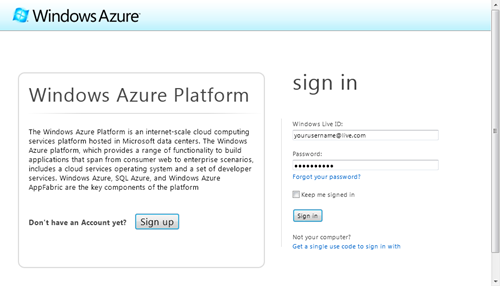 Windows Azure
sign in
Windows Azure Platform
The Windows Azure Platform is an internet-scale cloud computing
services platform hosted in Microsoft data centers. The Windows
Azure platform, which provides a range of functionality to build
applications that span from consumer web to enterprise scenarios,
includes a cloud services operating system and a set of developer
services. Windows Azure, SQL Azure, and Windows Azure
AppFabric are the key components of the platform
Don't have an Account yet? Sign up
Windows Live ID:
yourusername@live.com
Password:
••••••••••
Forgot your password?
Keep me signed in
Sign in
Not your computer?
Get a single use code to sign in with